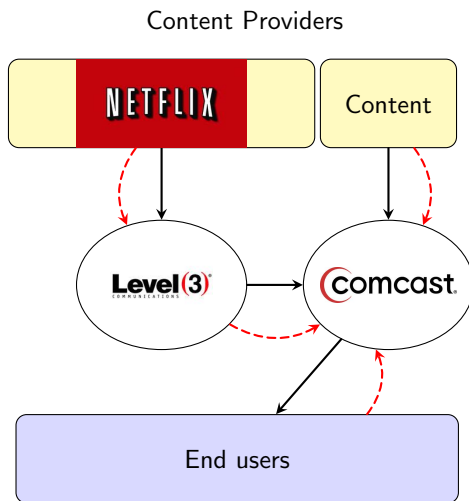 Content Providers
NETFLIX
Content
Level(3)®
COMMUNICATIONS
comcast®
End users